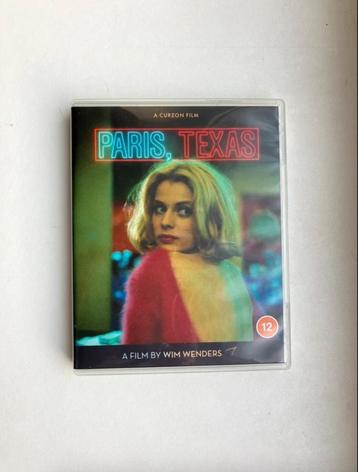 A CURZON FILM
PARIS, TEXAS
12
A FILM BY WIM WENDERS